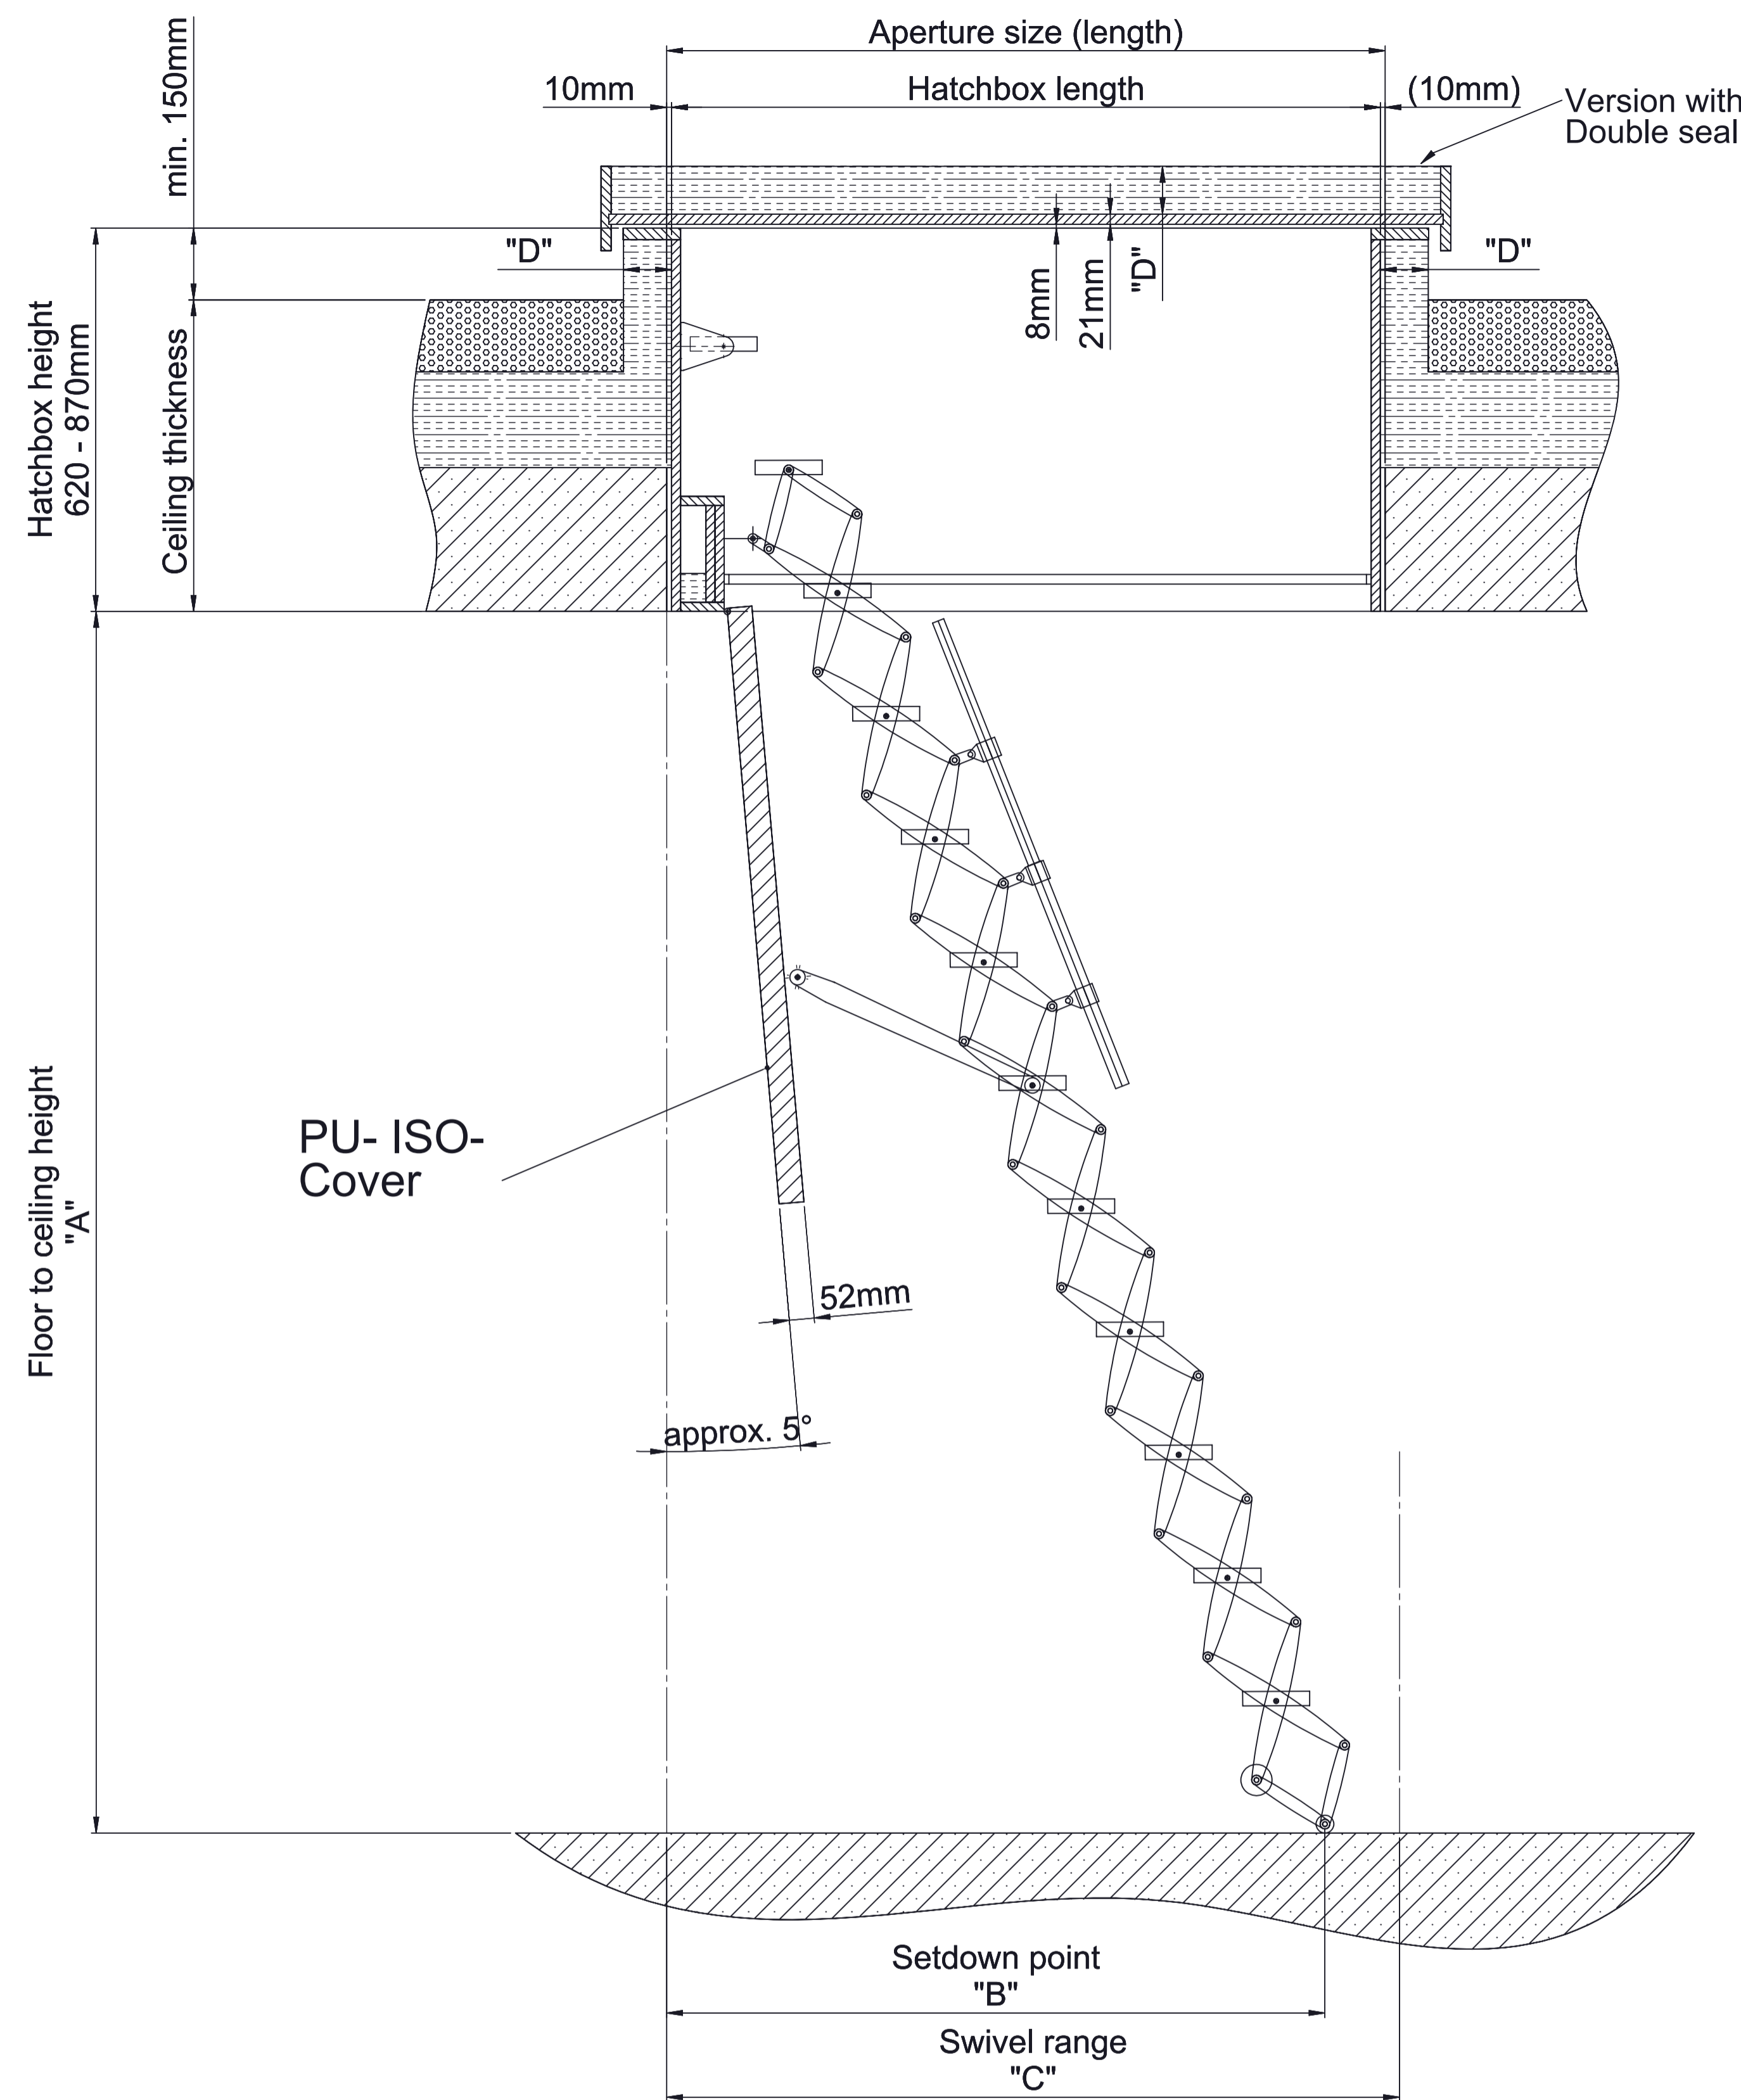 Aperture size (length)
10mm
Hatchbox length
(10mm)
Version with
Double seal
min. 150mm
"D"
"D"
8mm
21mm
"D"
Hatchbox height
620 - 870mm
Ceiling thickness
PU- ISO-
Cover
Floor to ceiling height
"A"
52mm
approx. 5°
Setdown point
"B"
Swivel range
"C"